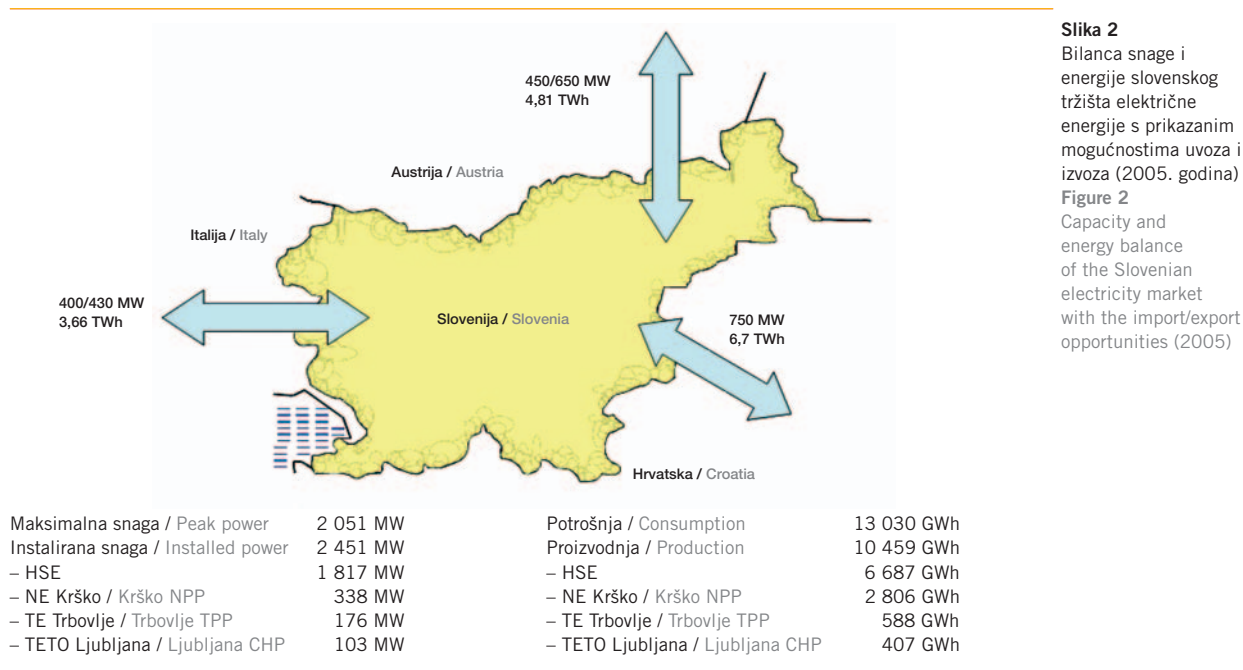 450/650 MW
4,81 TWh
Austrija / Austria
Italija / Italy
400/430 MW
3,66 TWh
Slovenija / Slovenia
750 MW
6,7 TWh
Hrvatska / Croatia
Slika 2
Bilanca snage i
energije slovenskog
tržišta električne
energije s prikazanim
mogućnostima uvoza i
izvoza (2005. godina)
Figure 2
Capacity and
energy balance
of the Slovenian
electricity market
with the import/export
opportunities (2005)
Maksimalna snaga / Peak power 2 051 MW
Instalirana snaga / Installed power 2 451 MW
– HSE 1 817 MW
– NE Krško / Krško NPP 338 MW
– TE Trbovlje / Trbovlje TPP 176 MW
– TETO Ljubljana / Ljubljana CHP 103 MW
Potrošnja / Consumption 13 030 GWh
Proizvodnja / Production 10 459 GWh
– HSE 6 687 GWh
– NE Krško / Krško NPP 2 806 GWh
– TE Trbovlje / Trbovlje TPP 588 GWh
– TETO Ljubljana / Ljubljana CHP 407 GWh